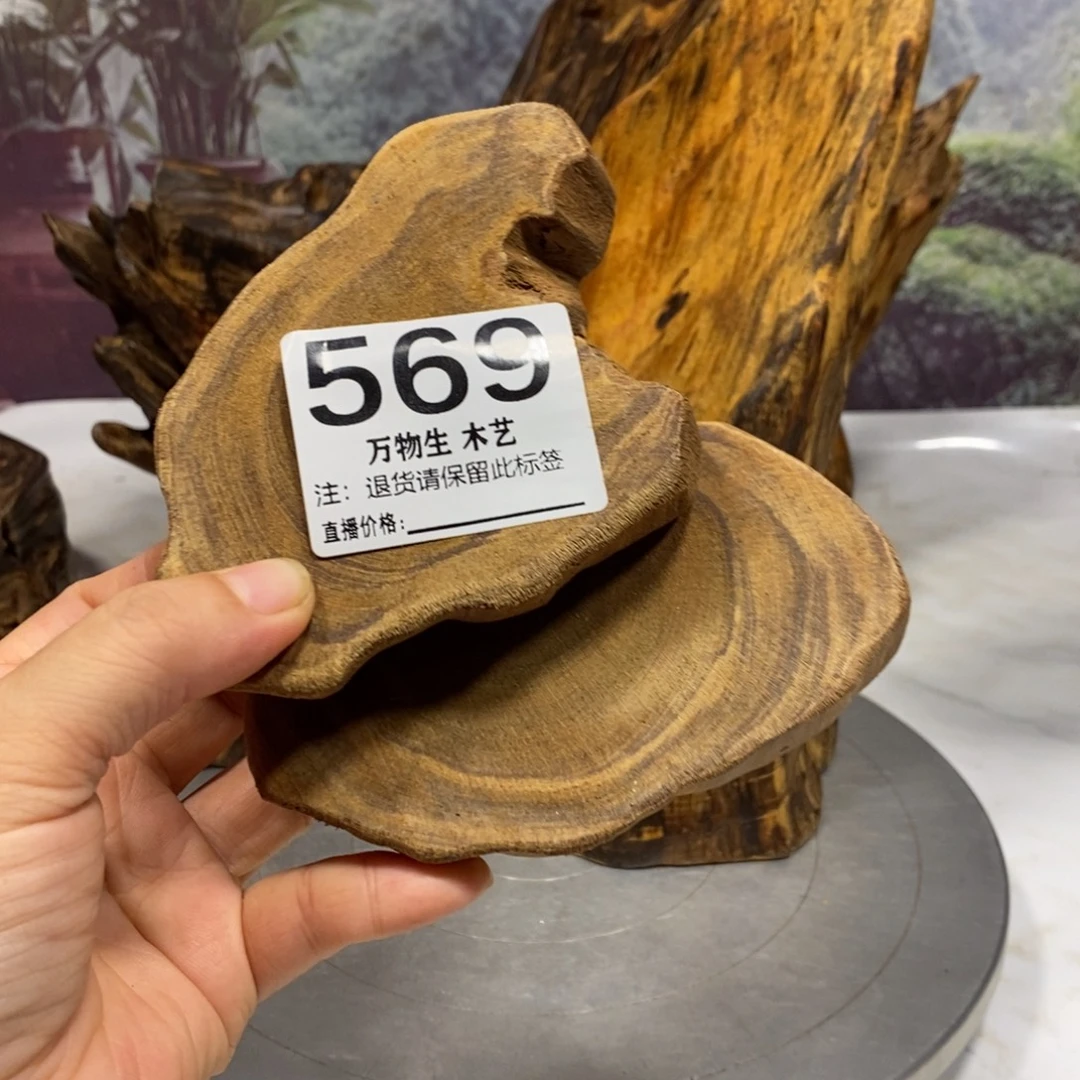 569
万物生 木艺
注：退货请保留此标签
直播价格：